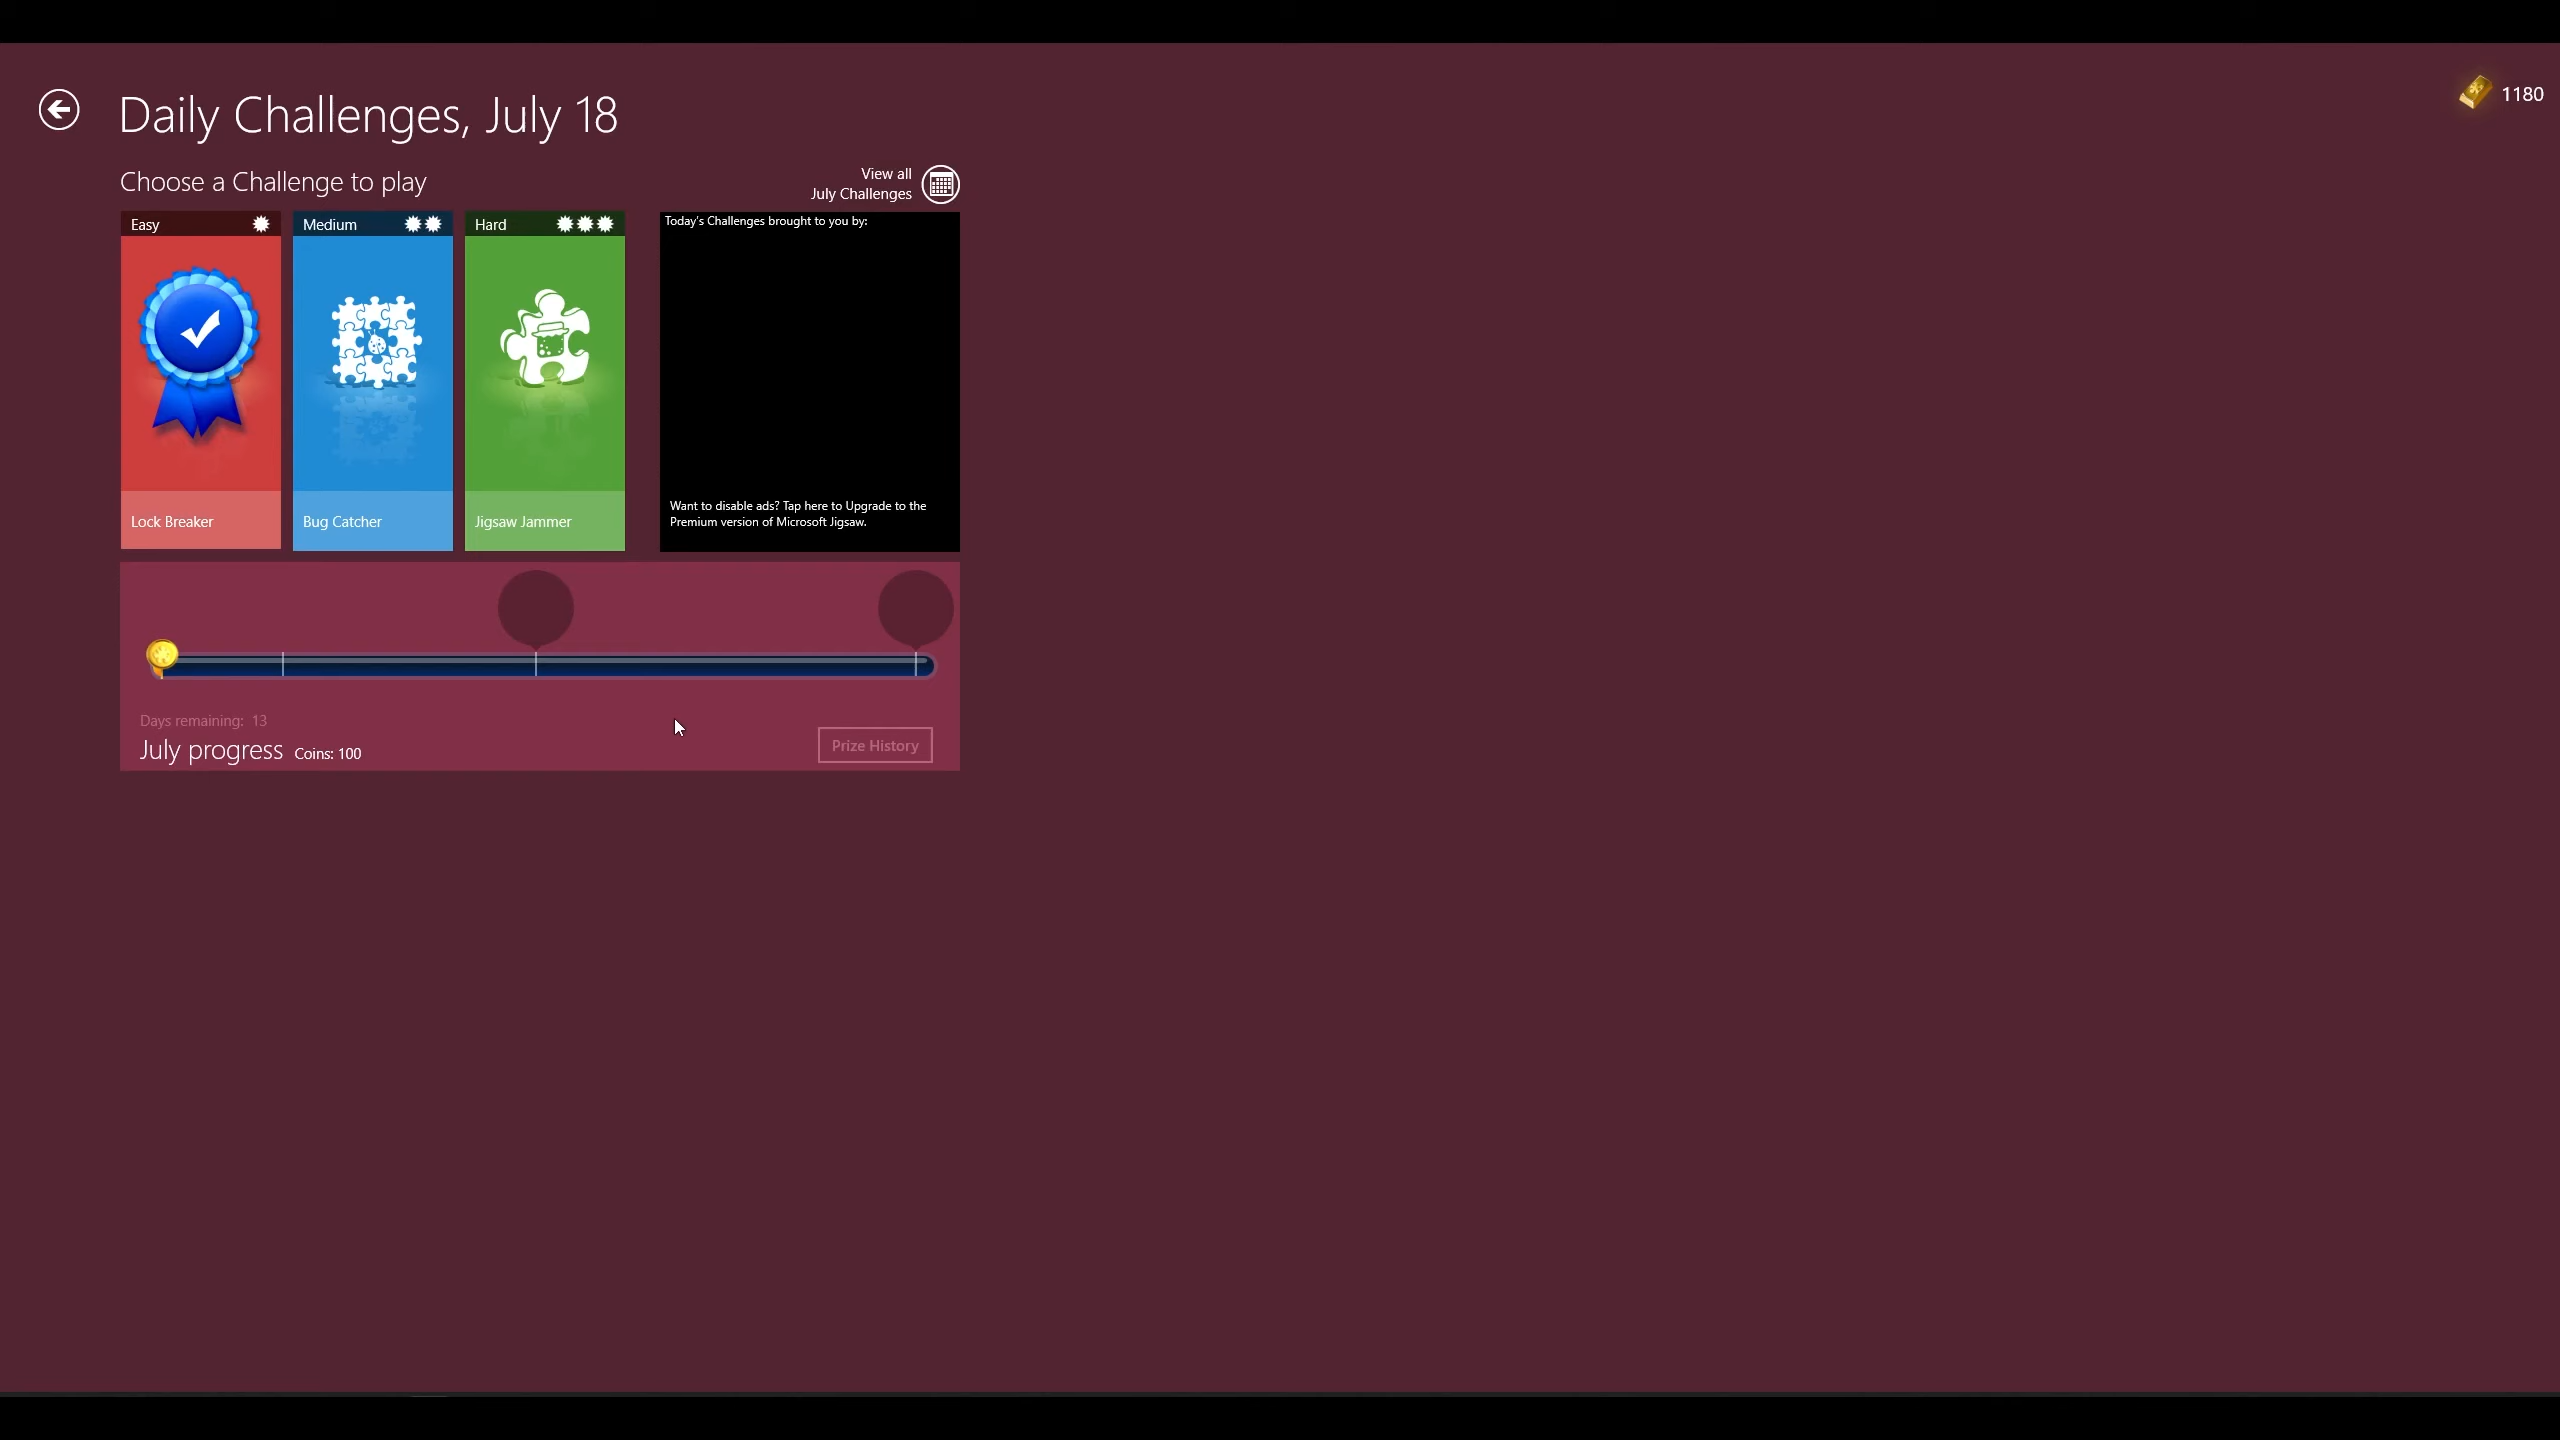 Daily Challenges, July 18
1180
Choose a Challenge to play
View all
July Challenges
Easy
Medium
Hard
Today's Challenges brought to you by:
Want to disable ads? Tap here to Upgrade to the
Premium version of Microsoft Jigsaw.
Lock Breaker
Bug Catcher
Jigsaw Jammer
Days remaining: 13
July progress Coins: 100
Prize History